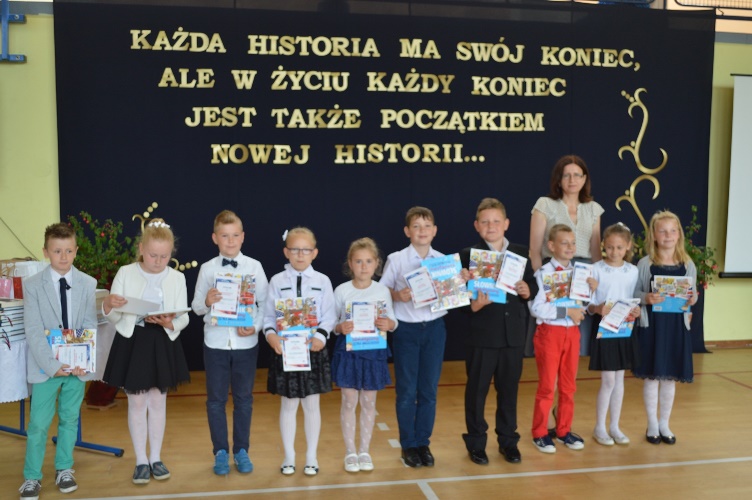 KAŻDA HISTORIA MA SWÓJ KONIEC,
ALE W ŻYCIU KAŻDY KONIEC
JEST TAKŻE POCZĄTKIEM
NOWEJ HISTORII...